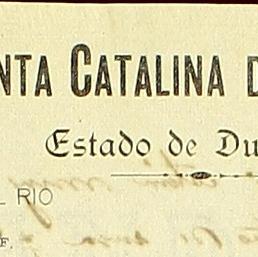 NTA CATALINA D
Estado de Du
L RIO
F.